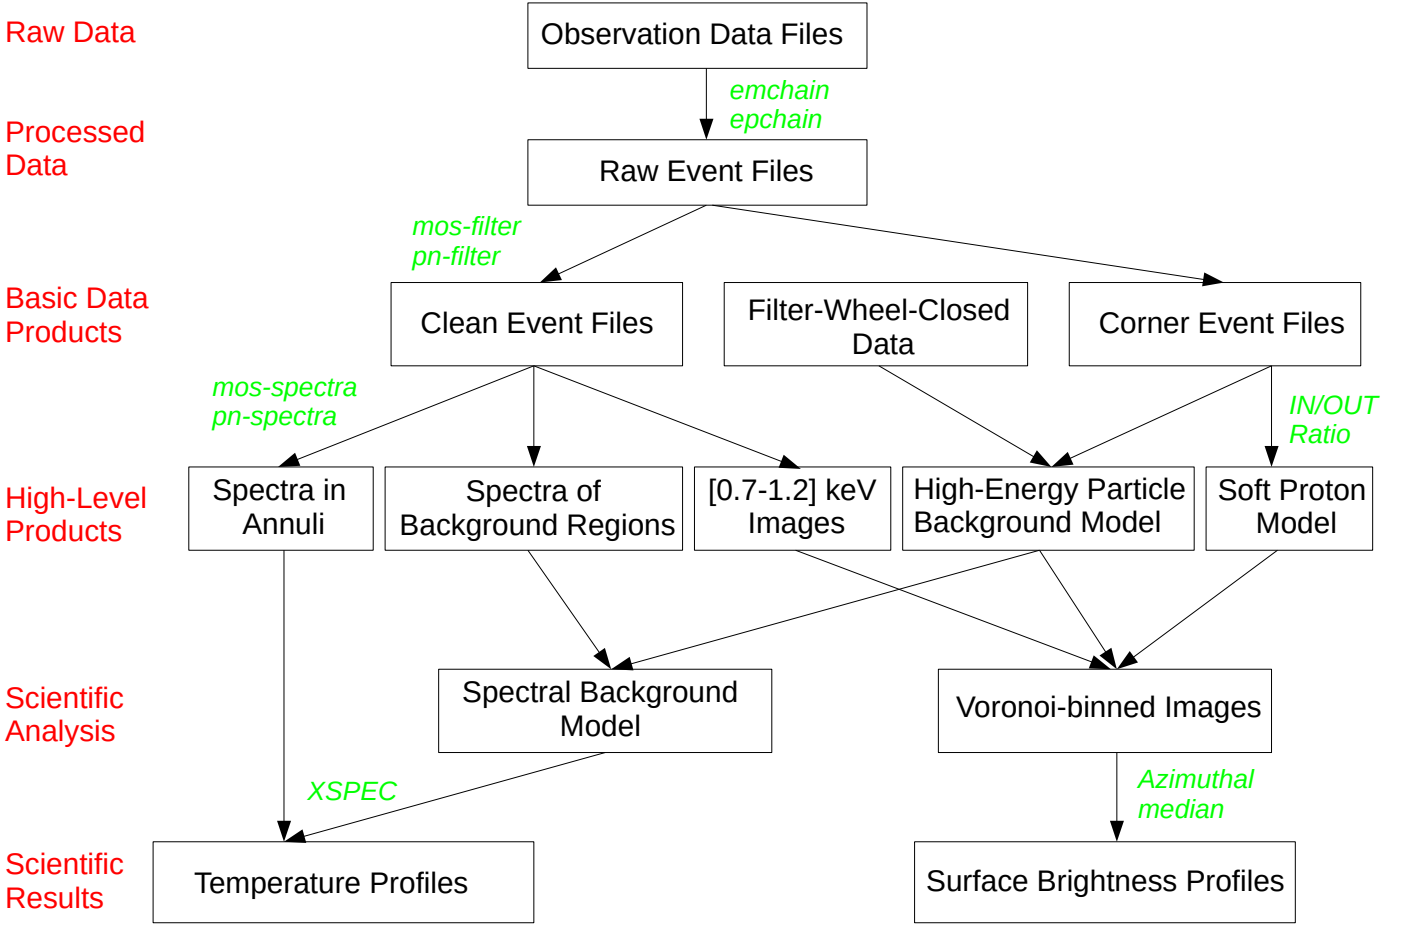 Raw Data
Observation Data Files
emchain
epchain
Processed
Data
Raw Event Files
mos-filter
pn-filter
Basic Data
Products
Clean Event Files
Filter-Wheel-Closed
Data
Corner Event Files
mos-spectra
pn-spectra
IN/OUT
Ratio
High-Level
Products
Spectra in
Annuli
Spectra of
Background Regions
[0.7-1.2] keV
Images
High-Energy Particle
Background Model
Soft Proton
Model
Scientific
Analysis
Spectral Background
Model
Voronoi-binned Images
XSPEC
Azimuthal
median
Scientific
Results
Temperature Profiles
Surface Brightness Profiles